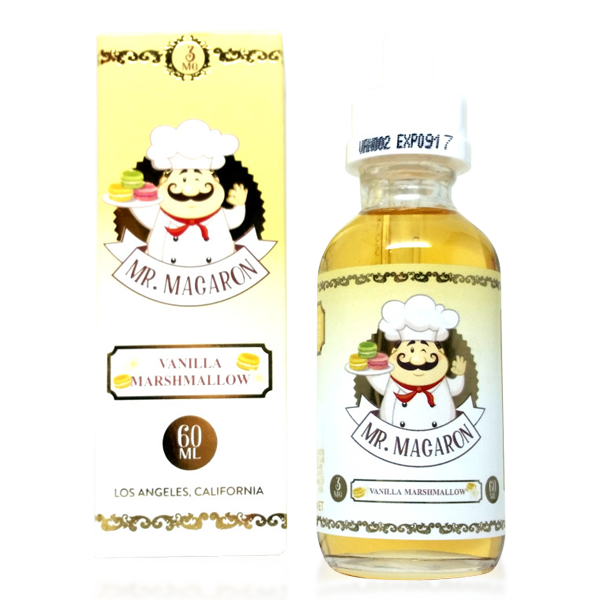 3
MG
MR. MACARON
VANILLA
MARSHMALLOW
60
ML
LOS ANGELES, CALIFORNIA
EXP0917
MR. MACARON
3
MG
VANILLA MARSHMALLOW
60
ML